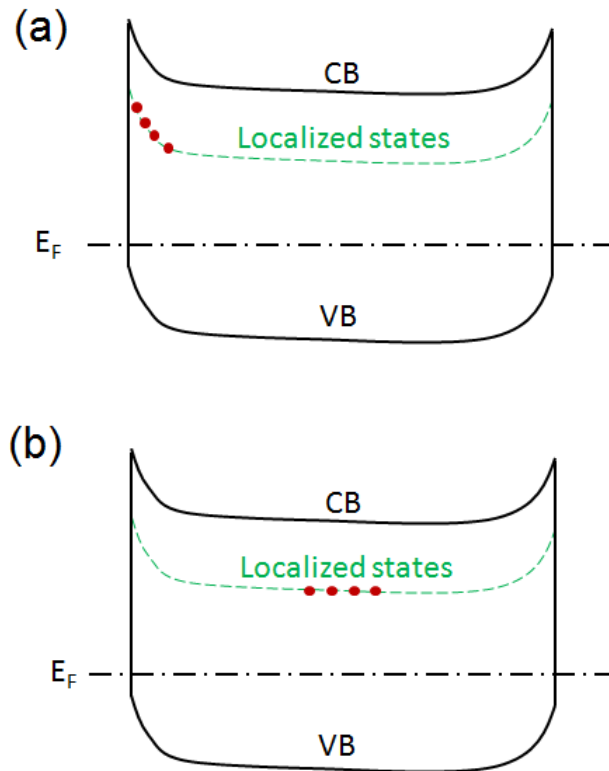 (a)
CB
Localized states
E_F
VB
(b)
CB
Localized states
E_F
VB